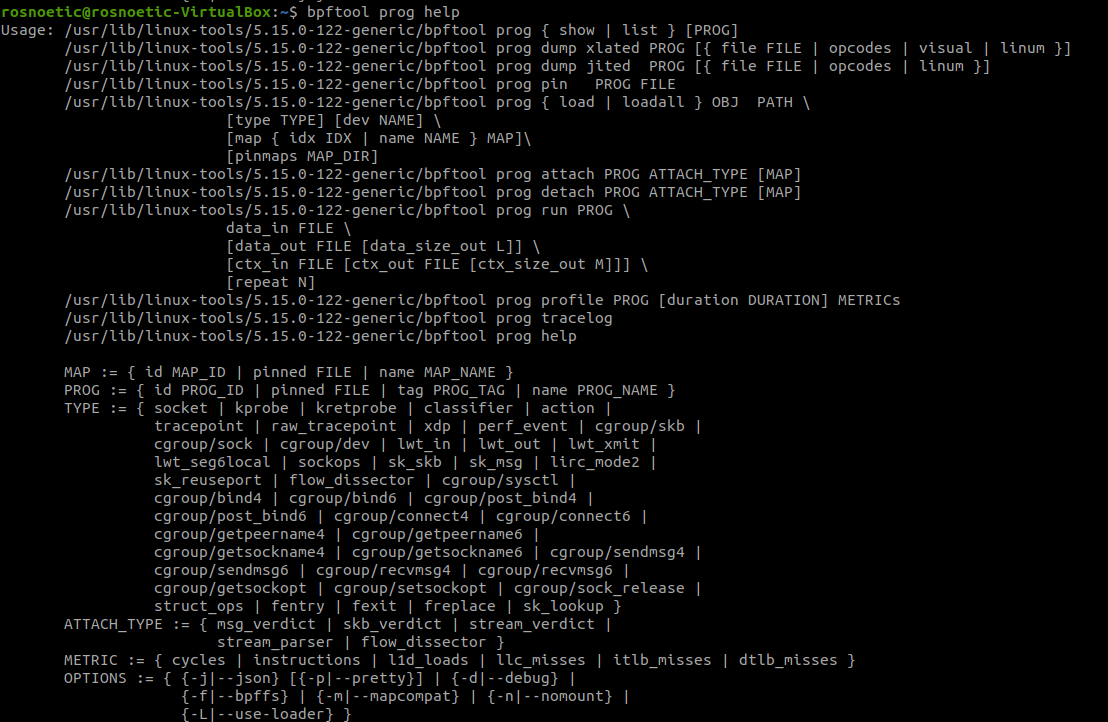 rosnoetic@rosnoetic-VirtualBox:~$ bpftool prog help
Usage: /usr/lib/linux-tools/5.15.0-122-generic/bpftool prog { show | list } [PROG]
       /usr/lib/linux-tools/5.15.0-122-generic/bpftool prog dump xlated PROG [{ file FILE | opcodes | visual | linum }]
       /usr/lib/linux-tools/5.15.0-122-generic/bpftool prog dump jited  PROG [{ file FILE | opcodes | linum }]
       /usr/lib/linux-tools/5.15.0-122-generic/bpftool prog pin   PROG FILE
       /usr/lib/linux-tools/5.15.0-122-generic/bpftool prog { load | loadall } OBJ  PATH \
                         [type TYPE] [dev NAME] \
                         [map { idx IDX | name NAME } MAP]\
                         [pinmaps MAP_DIR]
       /usr/lib/linux-tools/5.15.0-122-generic/bpftool prog attach PROG ATTACH_TYPE [MAP]
       /usr/lib/linux-tools/5.15.0-122-generic/bpftool prog detach PROG ATTACH_TYPE [MAP]
       /usr/lib/linux-tools/5.15.0-122-generic/bpftool prog run PROG \
                         data_in FILE \
                         [data_out FILE [data_size_out L]] \
                         [ctx_in FILE [ctx_out FILE [ctx_size_out M]]] \
                         [repeat N]
       /usr/lib/linux-tools/5.15.0-122-generic/bpftool prog profile PROG [duration DURATION] METRICs
       /usr/lib/linux-tools/5.15.0-122-generic/bpftool prog tracelog
       /usr/lib/linux-tools/5.15.0-122-generic/bpftool prog help

       MAP := { id MAP_ID | pinned FILE | name MAP_NAME }
       PROG := { id PROG_ID | pinned FILE | tag PROG_TAG | name PROG_NAME }
       TYPE := { socket | kprobe | kretprobe | classifier | action |
                 tracepoint | raw_tracepoint | xdp | perf_event | cgroup/skb |
                 cgroup/sock | cgroup/dev | lwt_in | lwt_out | lwt_xmit |
                 lwt_seg6local | sockops | sk_skb | sk_msg | lirc_mode2 |
                 sk_reuseport | flow_dissector | cgroup/sysctl |
                 cgroup/bind4 | cgroup/bind6 | cgroup/post_bind4 |
                 cgroup/post_bind6 | cgroup/connect4 | cgroup/connect6 |
                 cgroup/getpeername4 | cgroup/getpeername6 |
                 cgroup/getsockname4 | cgroup/getsockname6 | cgroup/sendmsg4 |
                 cgroup/sendmsg6 | cgroup/recvmsg4 | cgroup/recvmsg6 |
                 cgroup/getsockopt | cgroup/setsockopt | cgroup/sock_release |
                 struct_ops | fentry | fexit | freplace | sk_lookup }
       ATTACH_TYPE := { msg_verdict | skb_verdict | stream_verdict |
                        stream_parser | flow_dissector }
       METRIC := { cycles | instructions | l1d_loads | llc_misses | itlb_misses | dtlb_misses }
       OPTIONS := { {-j|--json} [{-p|--pretty}] | {-d|--debug} |
                    {-f|--bpffs} | {-m|--mapcompat} | {-n|--nomount} |
                    {-L|--use-loader} }